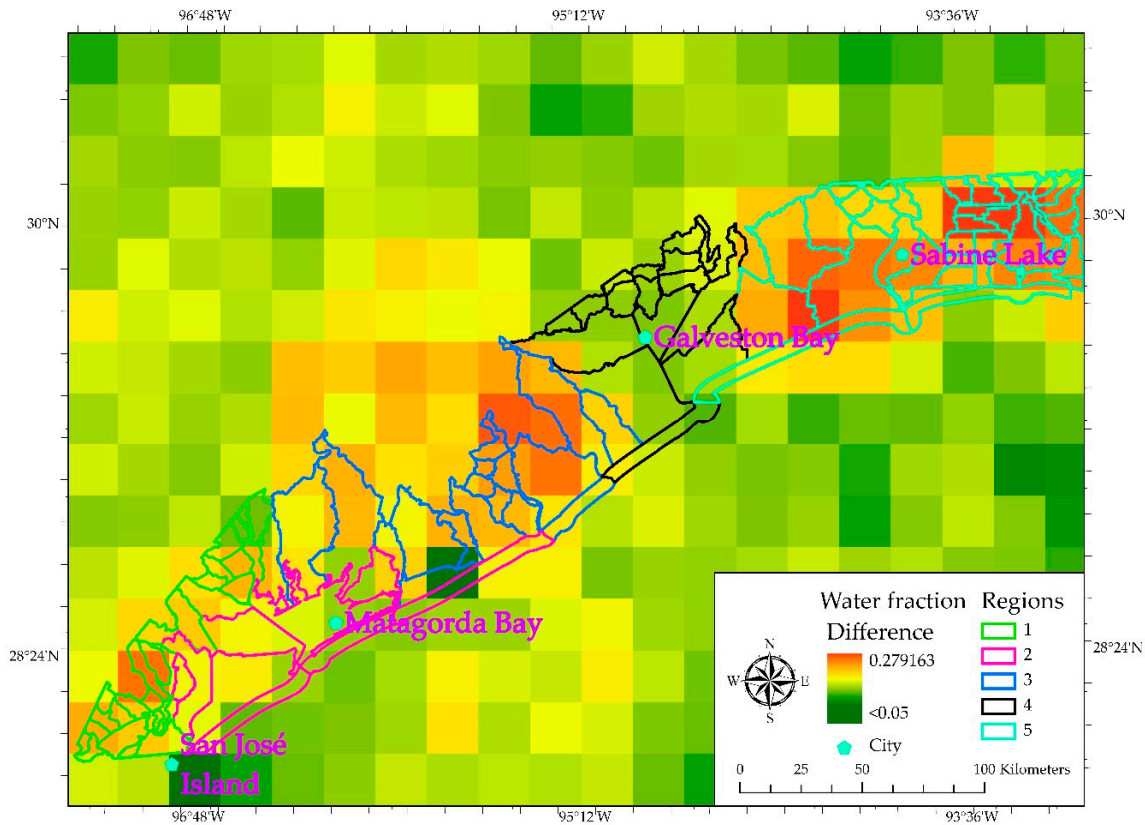 96°48'W 95°12'W 93°36'W
30°N 30°N
Sabine Lake
Galveston Bay
Matagorda Bay
28°24'N 28°24'N
San José
Island
Water fraction
Difference
0.279163
<0.05
City
Regions
1
2
3
4
5
N
W E
S
0 25 50 100 Kilometers
96°48'W 95°12'W 93°36'W